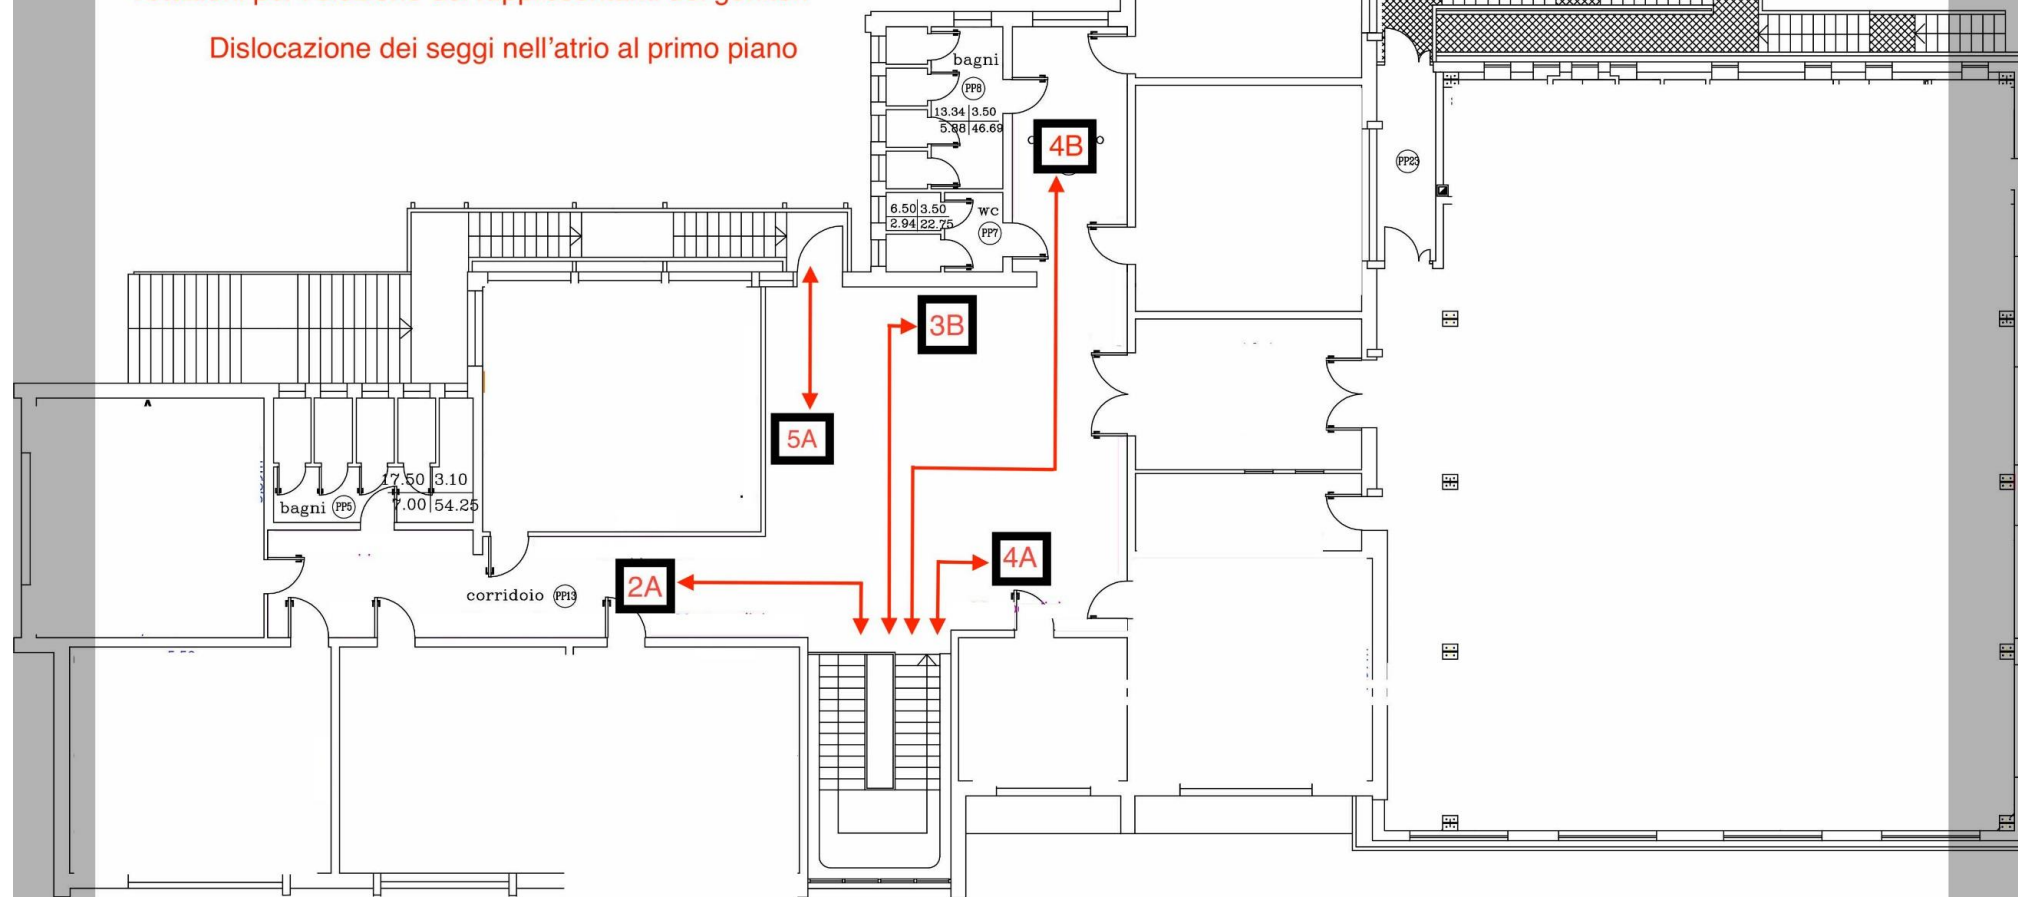 Dislocazione dei seggi nell'atrio al primo piano
bagni
PP8
13.34 3.50
5.88 46.69
4B
PP23
6.50 3.50
2.94 22.75
wc
PP7
3B
5A
17.50 3.10
7.00 54.25
bagni PP5
4A
2A
corridoio PP13